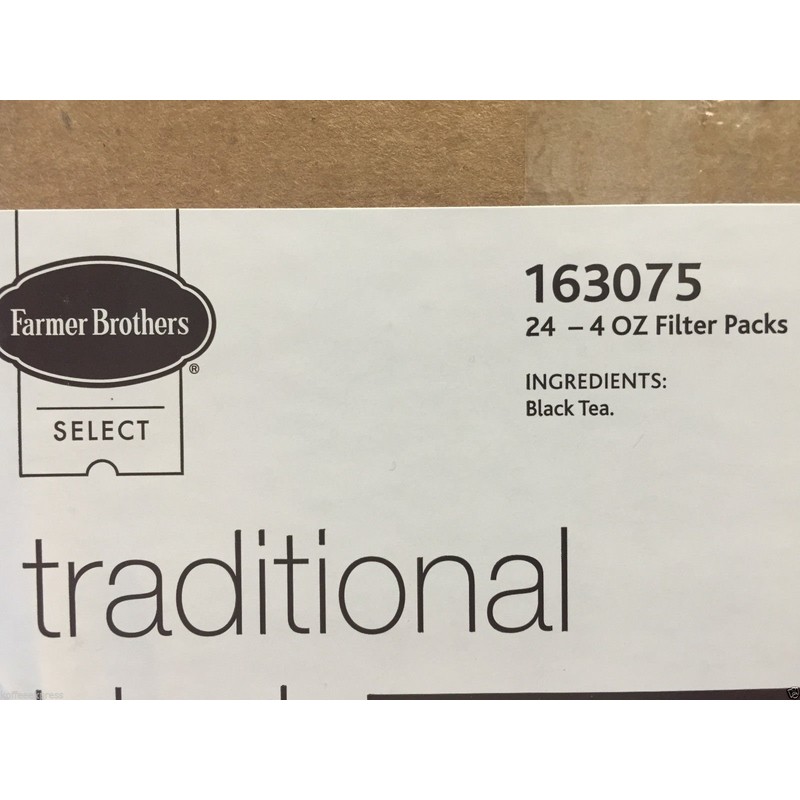 Farmer Brothers
®
SELECT
163075
24 – 4 OZ Filter Packs
INGREDIENTS:
Black Tea.
traditional